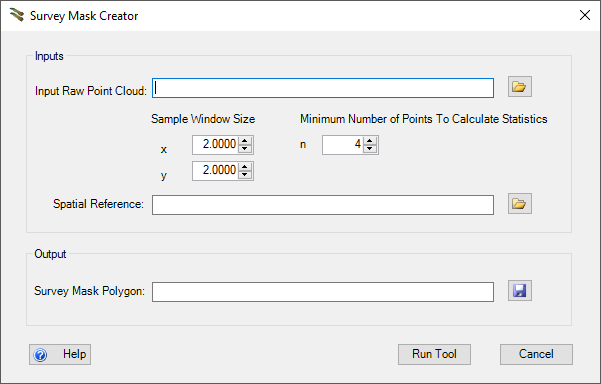 Survey Mask Creator
Inputs
Input Raw Point Cloud:
Sample Window Size Minimum Number of Points To Calculate Statistics
x 2.0000 n 4
y 2.0000
Spatial Reference:
Output
Survey Mask Polygon:
Help Run Tool Cancel